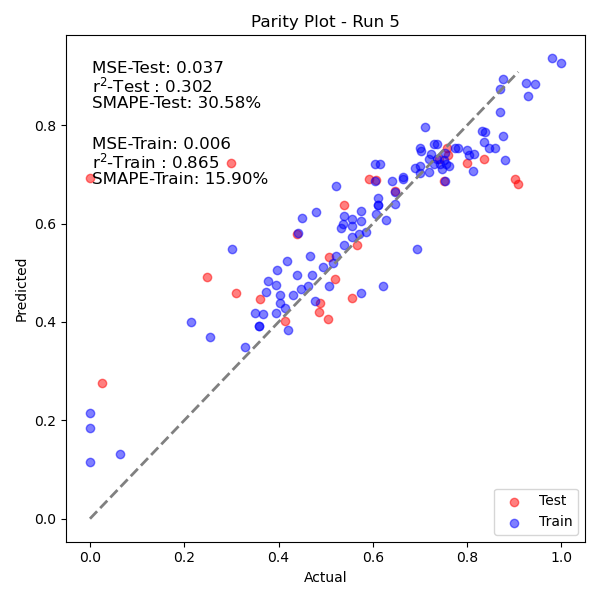 Parity Plot - Run 5
MSE-Test: 0.037
r²-Test : 0.302
SMAPE-Test: 30.58%
MSE-Train: 0.006
r²-Train : 0.865
SMAPE-Train: 15.90%
0.8
0.6
0.4
0.2
0.0
Predicted
0.0 0.2 0.4 0.6 0.8 1.0
Actual
Test
Train